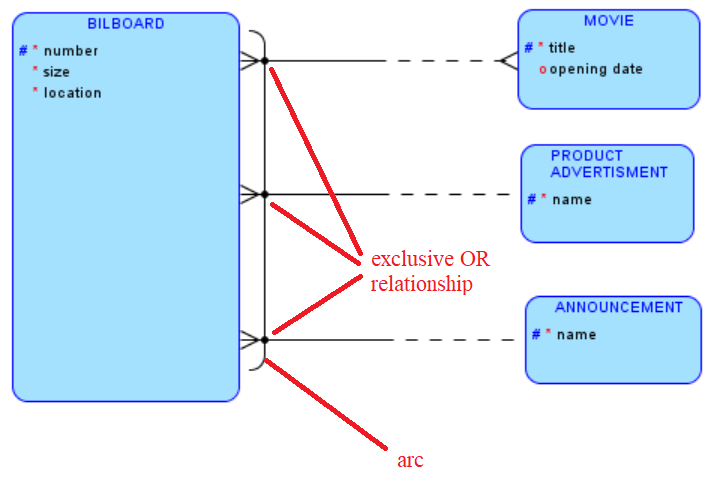 BILBOARD
# * number
* size
* location
MOVIE
# * title
o opening date
PRODUCT
ADVERTISMENT
# * name
ANNOUNCEMENT
# * name
exclusive OR
relationship
arc